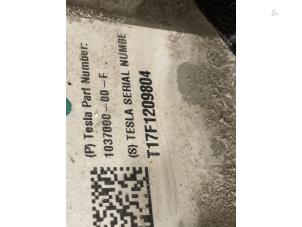 (P) Tesla Part Number:
1037000-00-F
(S) TESLA SERIAL NUMBE
T17F1209804